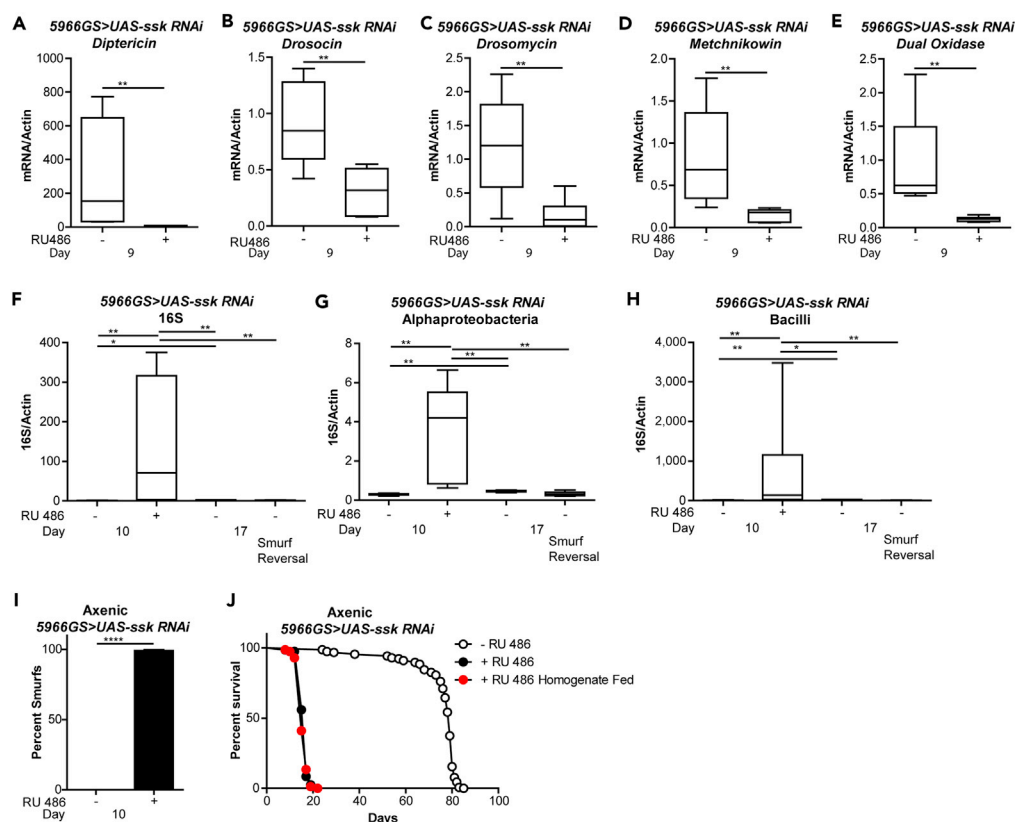 A
5966GS>UAS-ssk RNAi
Diptericin
mRNA/Actin
1000
800
600
400
200
0
**
RU486 - +
Day 9
B
5966GS>UAS-ssk RNAi
Drosocin
mRNA/Actin
1.5
1.0
0.5
0.0
**
RU486 - +
Day 9
C
5966GS>UAS-ssk RNAi
Drosomycin
mRNA/Actin
2.5
2.0
1.5
1.0
0.5
0.0
**
RU486 - +
Day 9
D
5966GS>UAS-ssk RNAi
Metchnikowin
mRNA/Actin
2.0
1.5
1.0
0.5
0.0
**
RU 486 - +
Day 9
E
5966GS>UAS-ssk RNAi
Dual Oxidase
mRNA/Actin
2.5
2.0
1.5
1.0
0.5
0.0
**
RU 486 - +
Day 9
F
5966GS>UAS-ssk RNAi
16S
16S/Actin
400
300
200
100
0
** **
* **
RU 486 - + - -
Day 10 17
Smurf
Reversal
G
5966GS>UAS-ssk RNAi
Alphaproteobacteria
16S/Actin
8
6
4
2
0
** **
** **
RU 486 - + - -
Day 10 17
Smurf
Reversal
H
5966GS>UAS-ssk RNAi
Bacilli
16S/Actin
4,000
3,000
2,000
1,000
0
** **
** *
RU 486 - + - -
Day 10 17
Smurf
Reversal
I
Axenic
5966GS>UAS-ssk RNAi
Percent Smurfs
100
50
0
****
RU 486 - +
Day 10
J
Axenic
5966GS>UAS-ssk RNAi
Percent survival
100
50
0
0 20 40 60 80 100
Days
- RU 486
+ RU 486
+ RU 486 Homogenate Fed